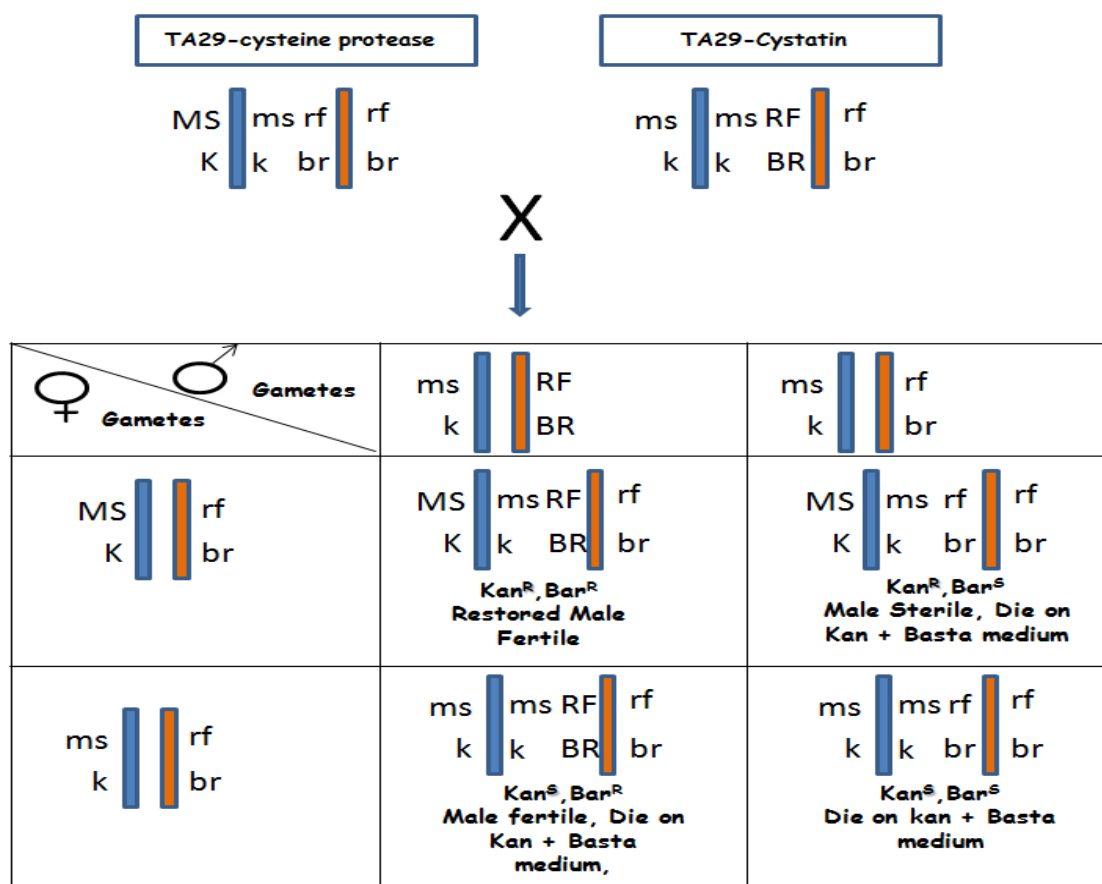 TA29-cysteine protease
TA29-Cystatin
MS ms rf rf
K k br br
ms ms RF rf
k k BR br
X
Gametes
Gametes
ms RF
k BR
ms rf
k br
MS rf
K br
MS ms RF rf
K k BR br
Kanᴿ,Barᴿ
Restored Male
Fertile
MS ms rf rf
K k br br
Kanᴿ,Barˢ
Male Sterile, Die on
Kan + Basta medium
ms rf
k br
ms ms RF rf
k k BR br
Kanˢ,Barᴿ
Male fertile, Die on
Kan + Basta
medium,
ms ms rf rf
k k br br
Kanˢ,Barˢ
Die on kan + Basta
medium